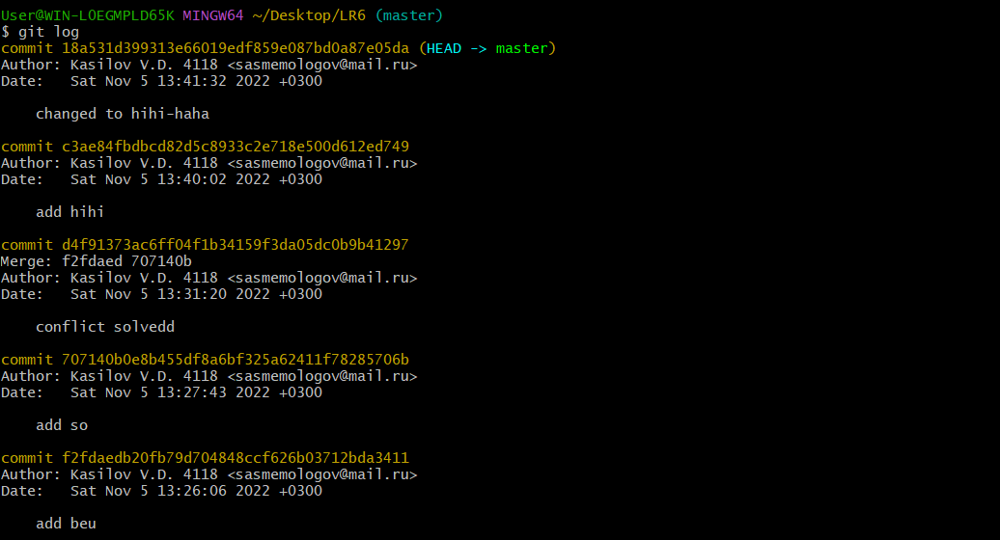 User@WIN-L0EGMPLD65K MINGW64 ~/Desktop/LR6 (master)
$ git log
commit 18a531d399313e66019edf859e087bd0a87e05da (HEAD -> master)
Author: Kasilov V.D. 4118 <sasmemologov@mail.ru>
Date:   Sat Nov 5 13:41:32 2022 +0300
    changed to hihi-haha
commit c3ae84fbdbcd82d5c8933c2e718e500d612ed749
Author: Kasilov V.D. 4118 <sasmemologov@mail.ru>
Date:   Sat Nov 5 13:40:02 2022 +0300
    add hihi
commit d4f91373ac6ff04f1b34159f3da05dc0b9b41297
Merge: f2fdaed 707140b
Author: Kasilov V.D. 4118 <sasmemologov@mail.ru>
Date:   Sat Nov 5 13:31:20 2022 +0300
    conflict solvedd
commit 707140b0e8b455df8a6bf325a62411f78285706b
Author: Kasilov V.D. 4118 <sasmemologov@mail.ru>
Date:   Sat Nov 5 13:27:43 2022 +0300
    add so
commit f2fdaedb20fb79d704848ccf626b03712bda3411
Author: Kasilov V.D. 4118 <sasmemologov@mail.ru>
Date:   Sat Nov 5 13:26:06 2022 +0300
    add beu